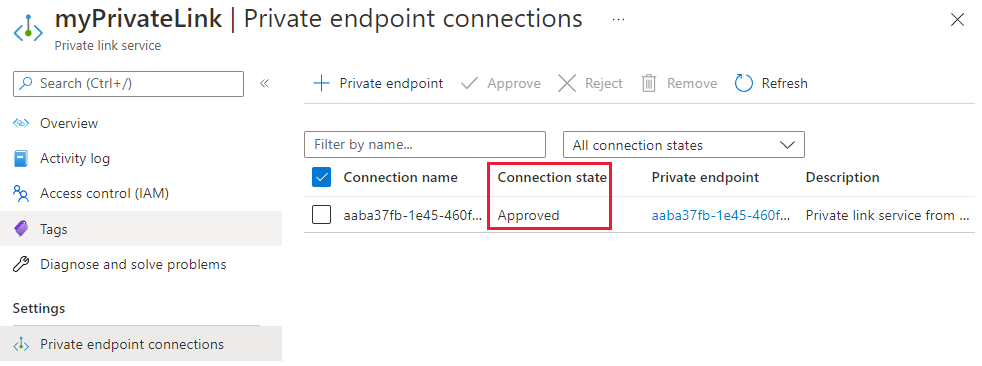 myPrivateLink | Private endpoint connections ...
Private link service
Search (Ctrl+/)
«
+ Private endpoint Approve Reject Remove Refresh
Overview
Activity log
Access control (IAM)
Tags
Diagnose and solve problems
Settings
Private endpoint connections
Filter by name...
All connection states
Connection name Connection state Private endpoint Description
aaba37fb-1e45-460f... Approved aaba37fb-1e45-460f... Private link service from ...